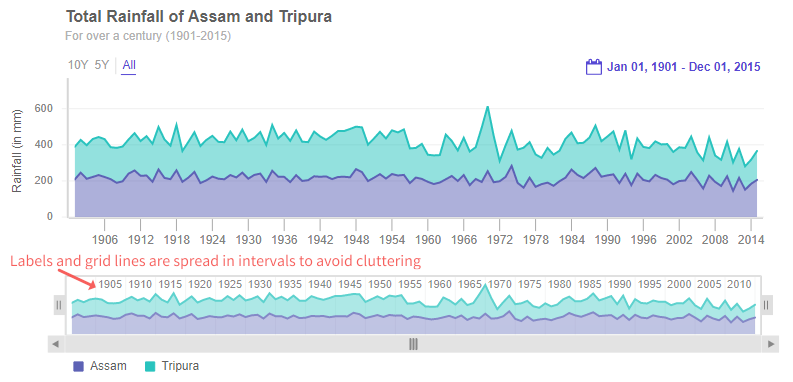 Total Rainfall of Assam and Tripura
For over a century (1901-2015)
10Y 5Y All
Jan 01, 1901 - Dec 01, 2015
Rainfall (in mm)
600
400
200
0
1906 1912 1918 1924 1930 1936 1942 1948 1954 1960 1966 1972 1978 1984 1990 1996 2002 2008 2014
Labels and grid lines are spread in intervals to avoid cluttering
1905 1910 1915 1920 1925 1930 1935 1940 1945 1950 1955 1960 1965 1970 1975 1980 1985 1990 1995 2000 2005 2010
Assam Tripura